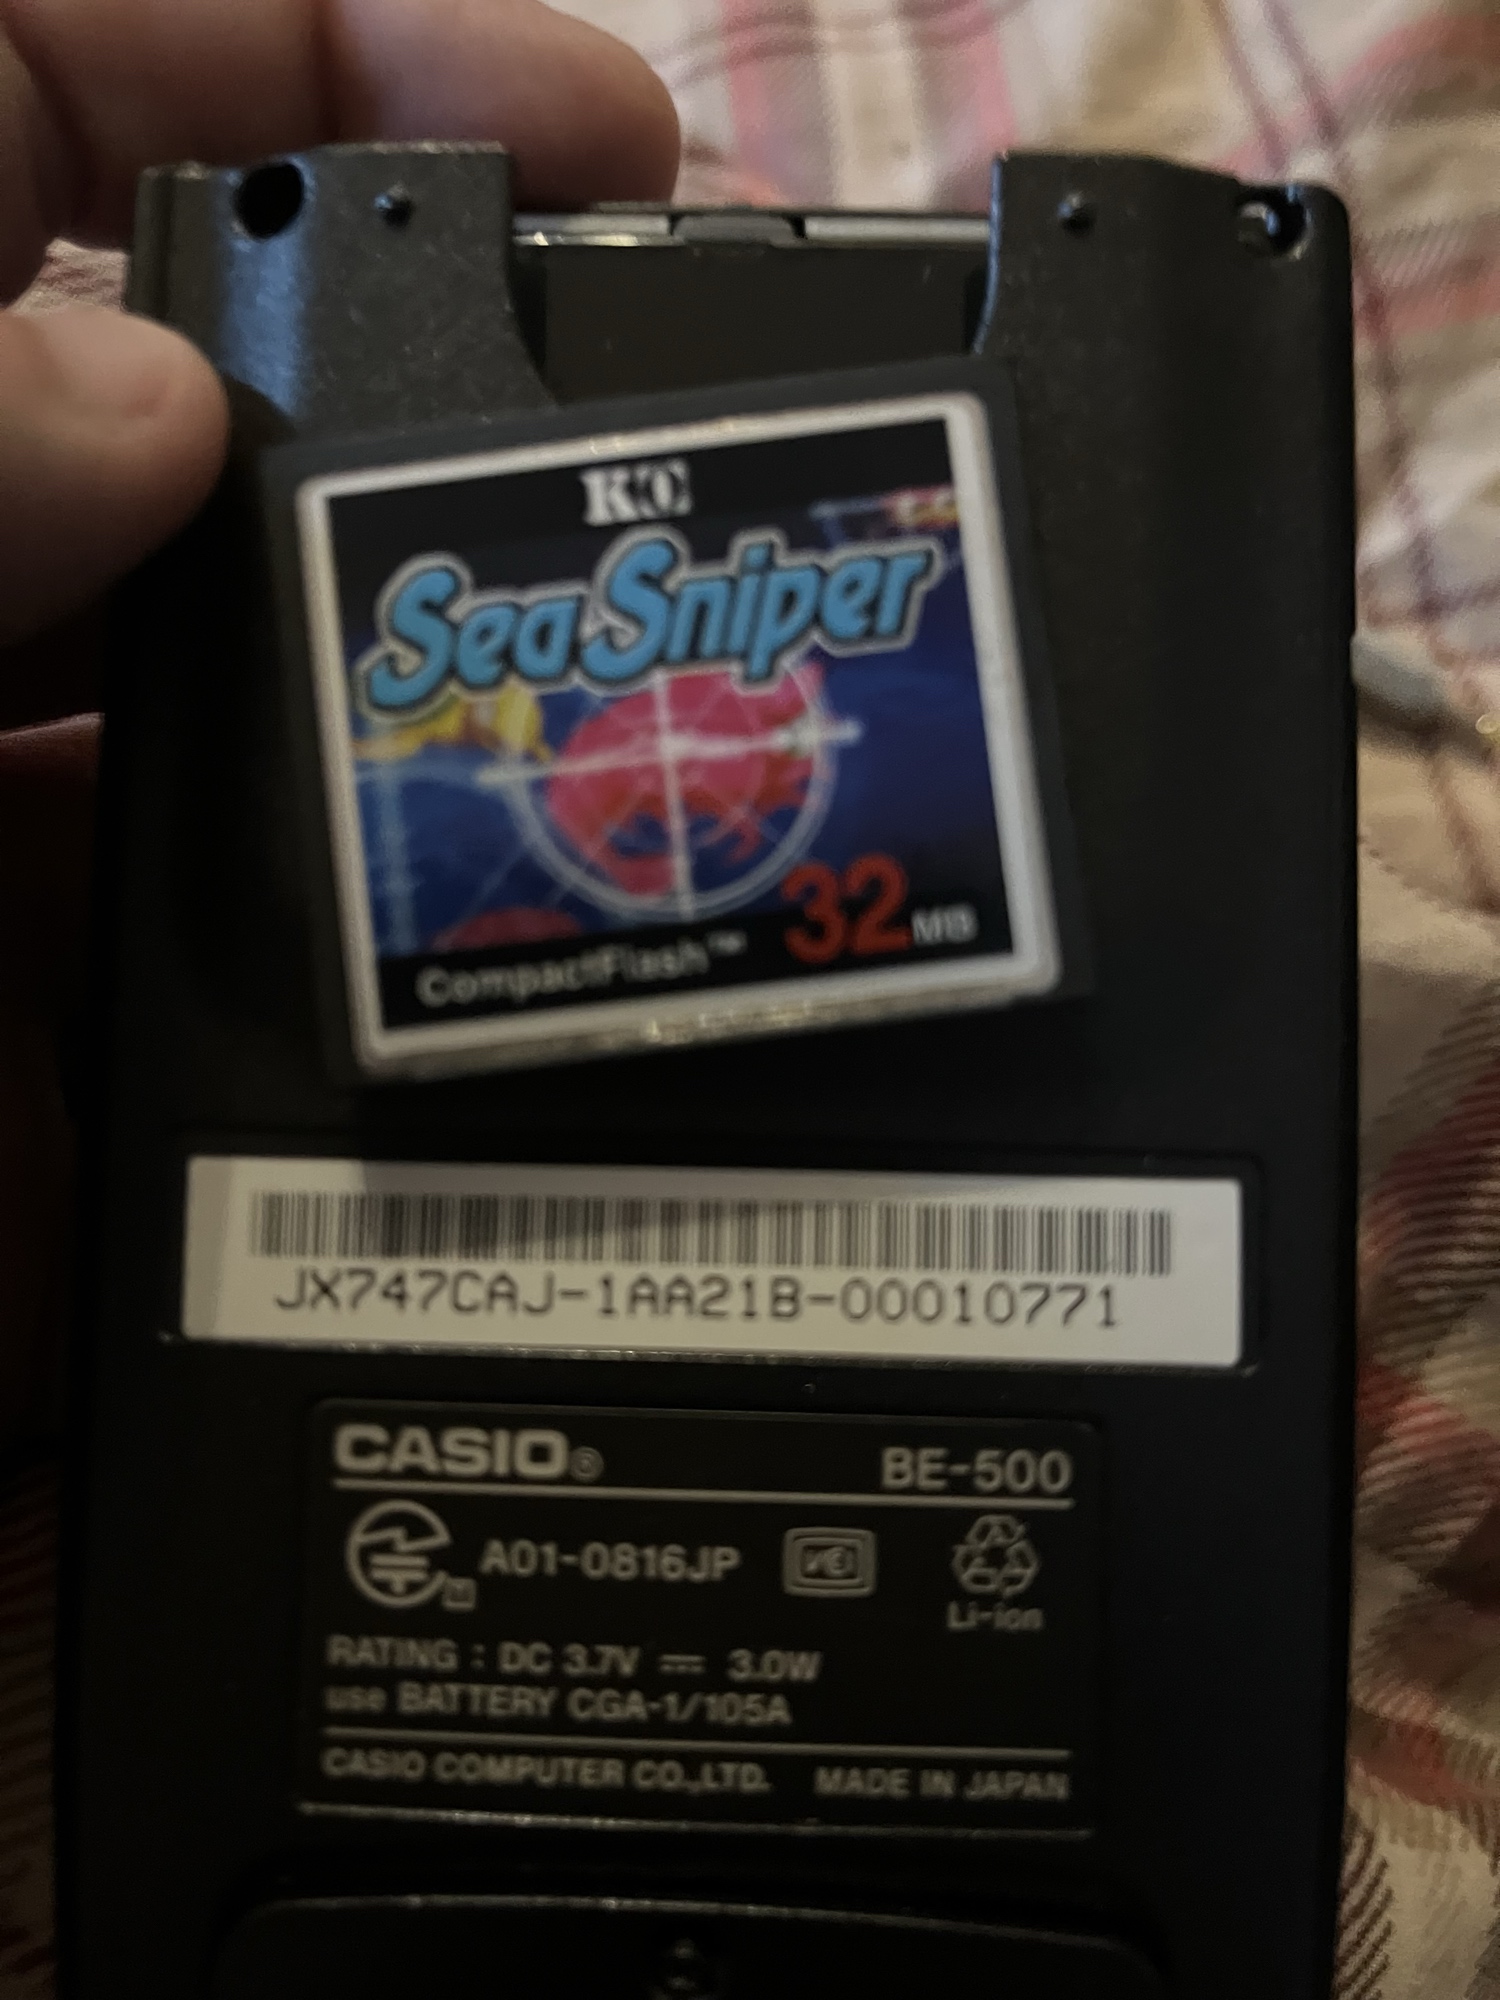 KTC
Sea Sniper
32MB
CompactFlash™
JX747CAJ-1AA21B-00010771
CASIO® BE-500
A01-0816JP
Li-ion
RATING : DC 3.7V ⎓ 3.0W
use BATTERY CGA-1/105A
CASIO COMPUTER CO.,LTD. MADE IN JAPAN